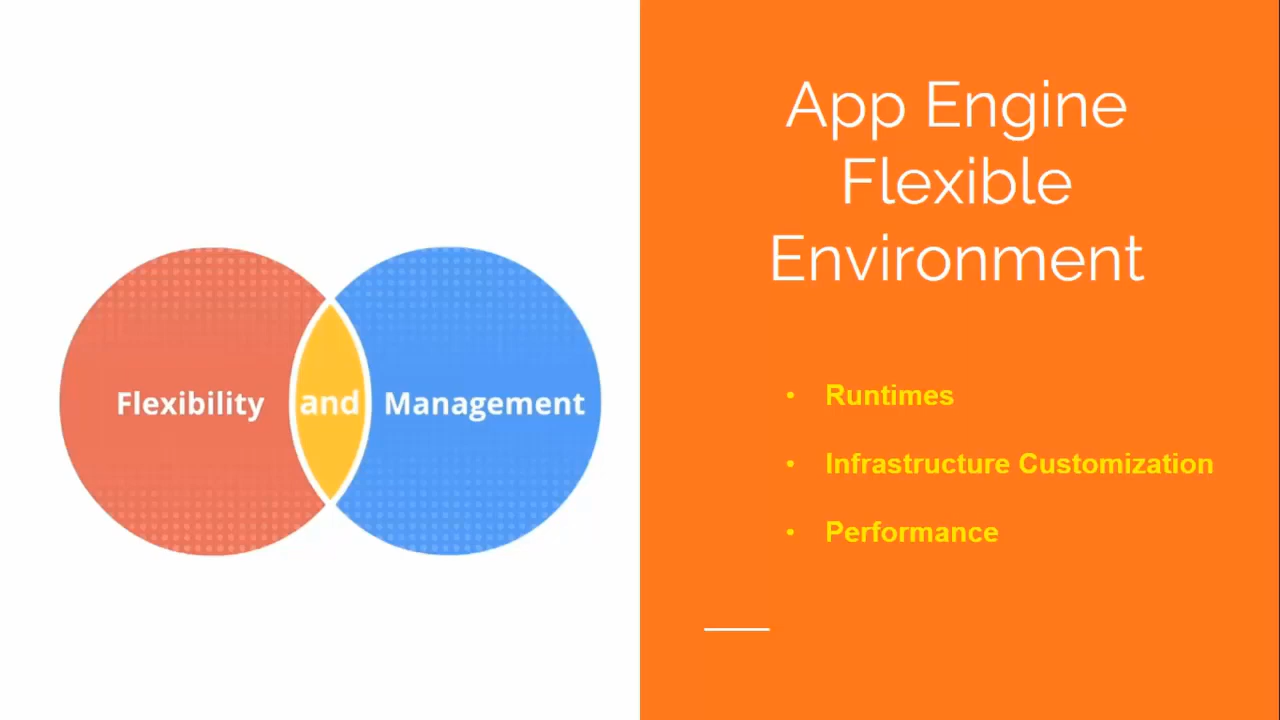 Flexibility and Management
App Engine
Flexible
Environment
• Runtimes
• Infrastructure Customization
• Performance